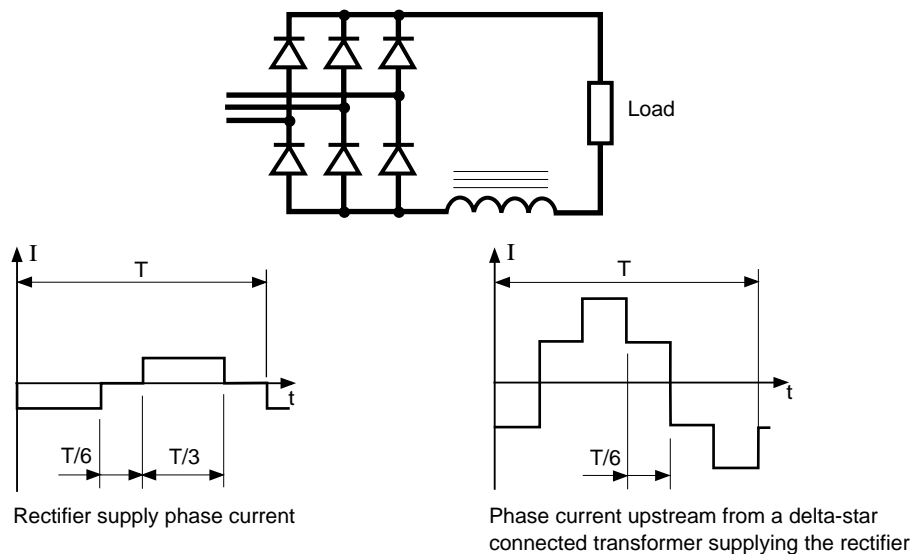 Load
I
T
t
T/6
T/3
Rectifier supply phase current
I
T
t
T/6
Phase current upstream from a delta-star
connected transformer supplying the rectifier